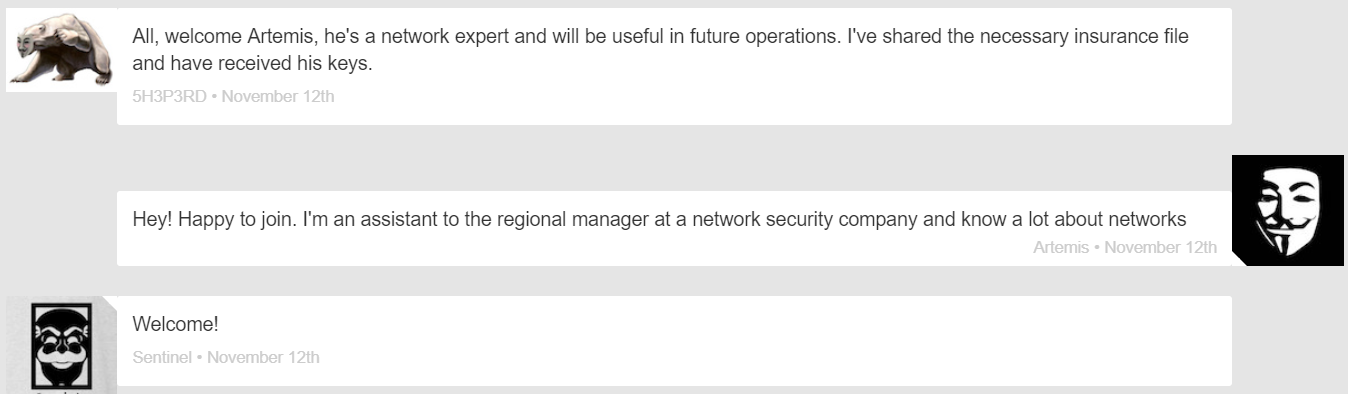 All, welcome Artemis, he's a network expert and will be useful in future operations. I've shared the necessary insurance file
and have received his keys.
5H3P3RD • November 12th
Hey! Happy to join. I'm an assistant to the regional manager at a network security company and know a lot about networks
Artemis • November 12th
Welcome!
Sentinel • November 12th